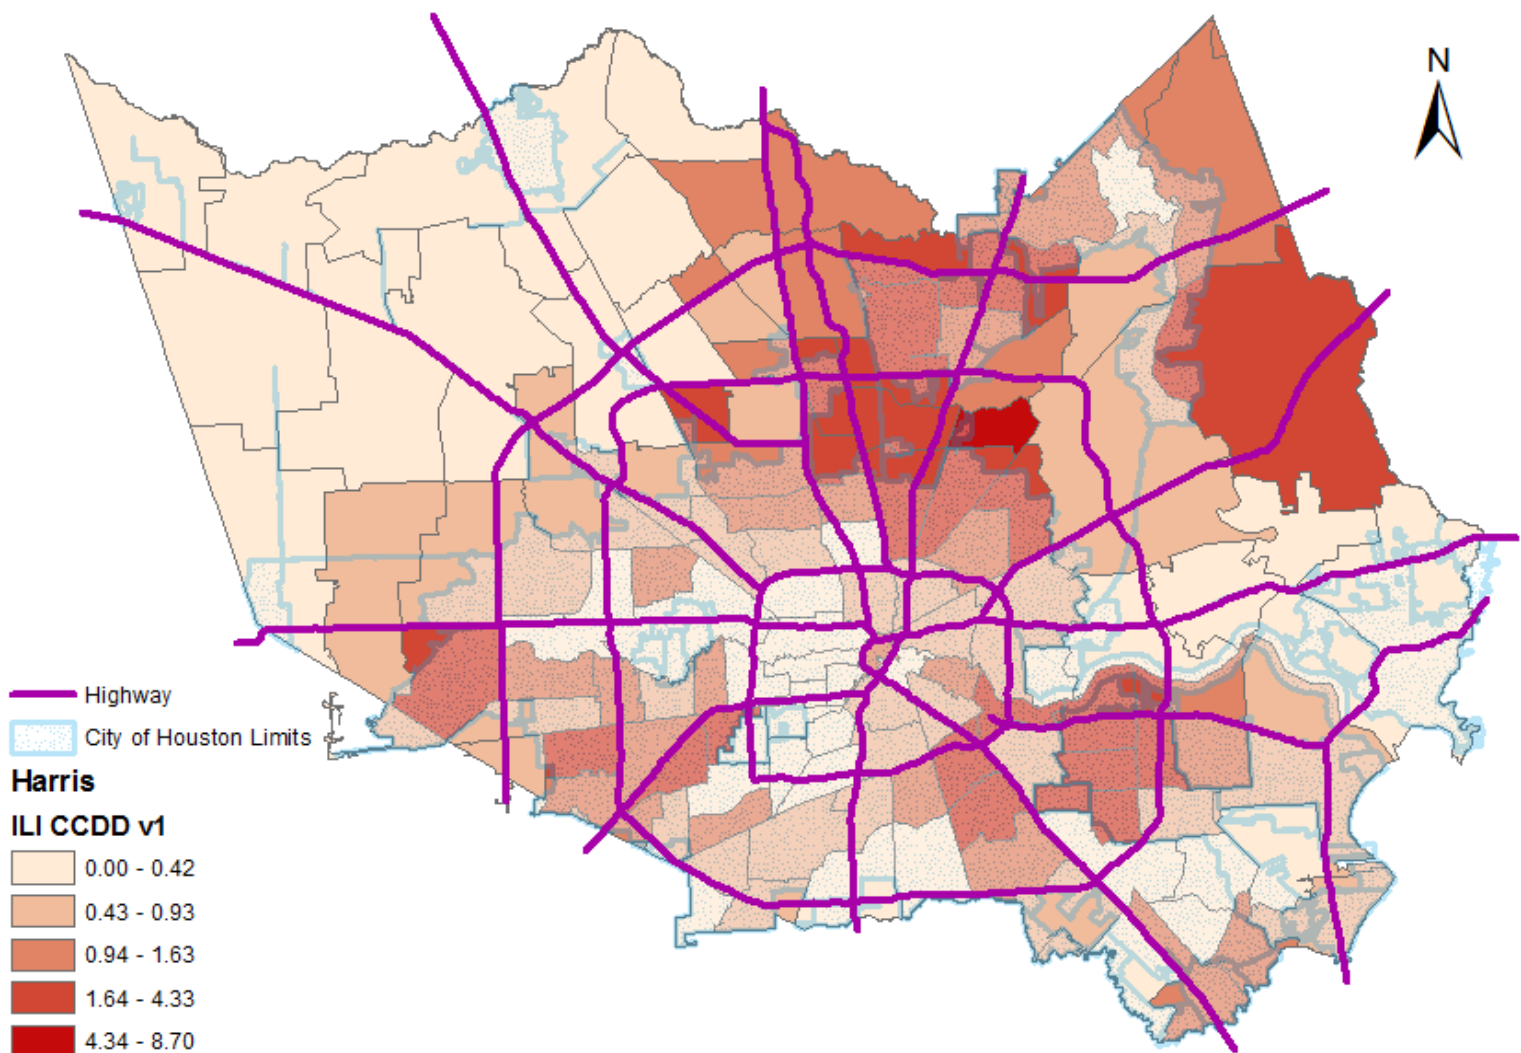 N
Highway
City of Houston Limits
Harris
ILI CCDD v1
0.00 - 0.42
0.43 - 0.93
0.94 - 1.63
1.64 - 4.33
4.34 - 8.70